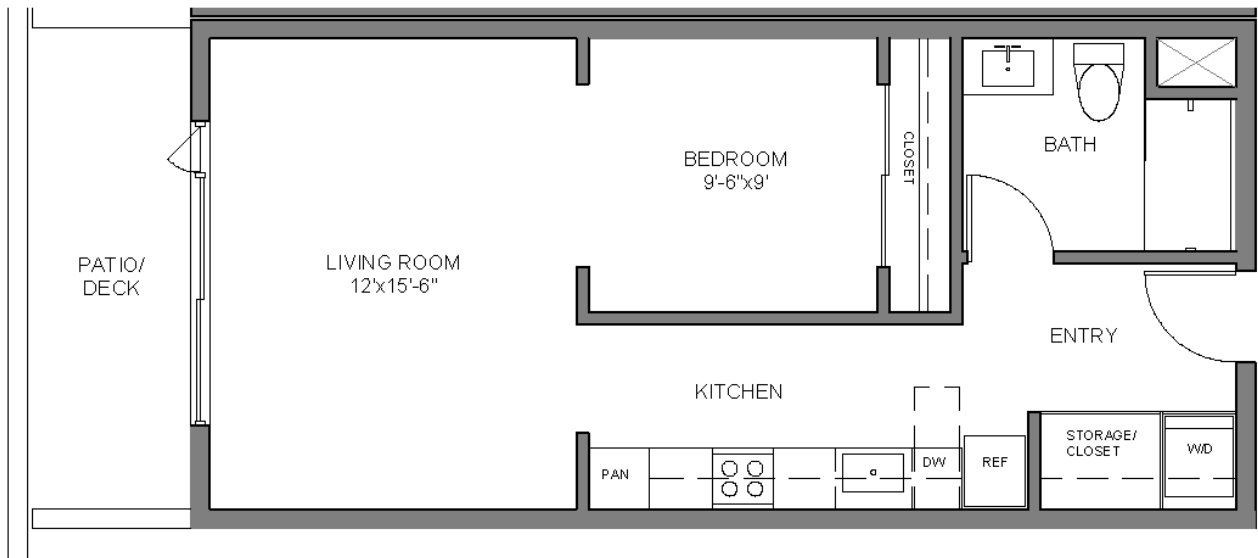 PATIO/
DECK
LIVING ROOM
12'x15'-6"
BEDROOM
9'-6"x9'
CLOSET
BATH
ENTRY
KITCHEN
PAN
DW
REF
STORAGE/
CLOSET
W/D